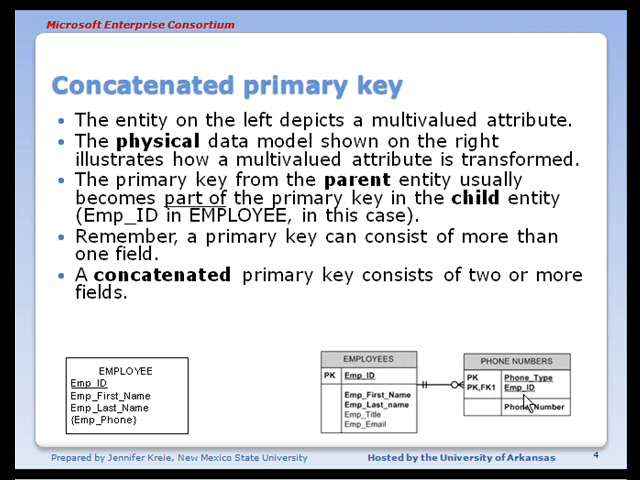 Microsoft Enterprise Consortium
Concatenated primary key
• The entity on the left depicts a multivalued attribute.
• The physical data model shown on the right
illustrates how a multivalued attribute is transformed.
• The primary key from the parent entity usually
becomes part of the primary key in the child entity
(Emp_ID in EMPLOYEE, in this case).
• Remember, a primary key can consist of more than
one field.
• A concatenated primary key consists of two or more
fields.
EMPLOYEE
Emp_ID
Emp_First_Name
Emp_Last_Name
{Emp_Phone}
EMPLOYEES
PK Emp_ID
Emp_First_Name
Emp_Last_name
Emp_Title
Emp_Email
PHONE NUMBERS
PK Phone_Type
PK,FK1 Emp_ID
Phone_Number
Prepared by Jennifer Kreie, New Mexico State University
Hosted by the University of Arkansas
4